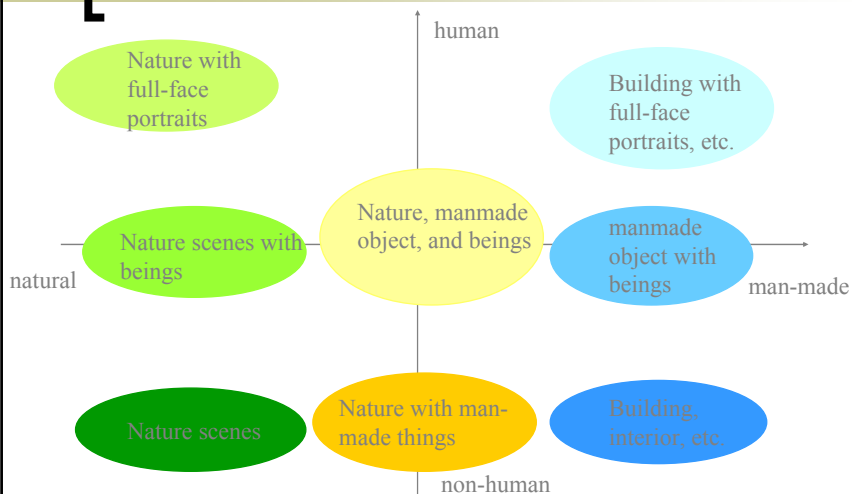 human
Nature with
full-face
portraits
Building with
full-face
portraits, etc.
Nature, manmade
object, and beings
Nature scenes with
beings
manmade
object with
beings
natural
man-made
Nature scenes
Nature with man-
made things
Building,
interior, etc
non-human